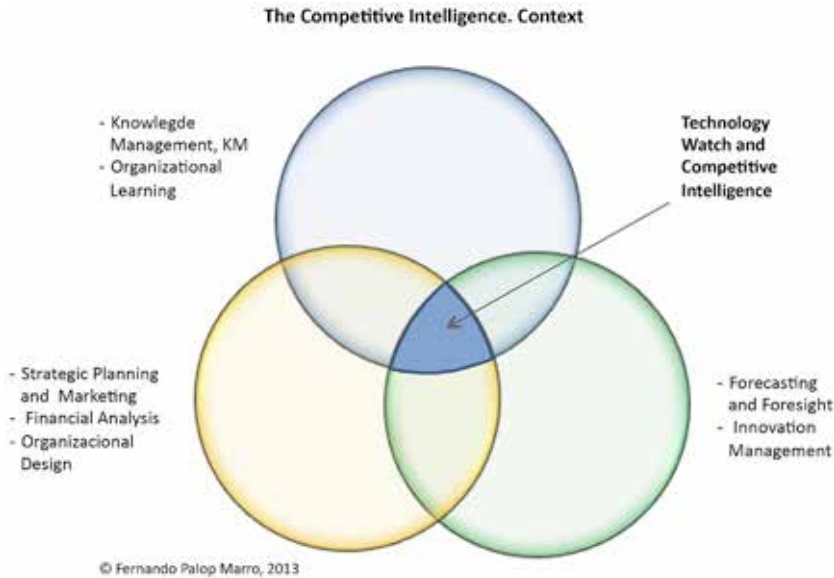 The Competitive Intelligence. Context
- Knowlegde
Management, KM
- Organizational
Learning
Technology
Watch and
Competitive
Intelligence
- Strategic Planning
and Marketing
- Financial Analysis
- Organizacional
Design
- Forecasting
and Foresight
- Innovation
Management
© Fernando Palop Marro, 2013